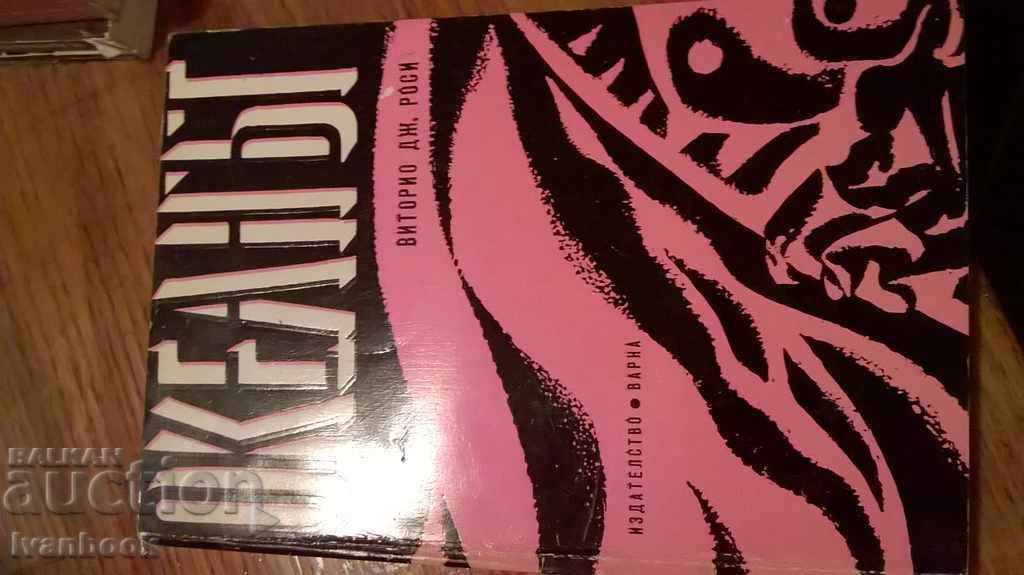 ОКЕАНЪТ
ВИТОРИО ДЖ. РОСИ
ИЗДАТЕЛСТВО • ВАРНА
BALKAN
auction
Ivanbook